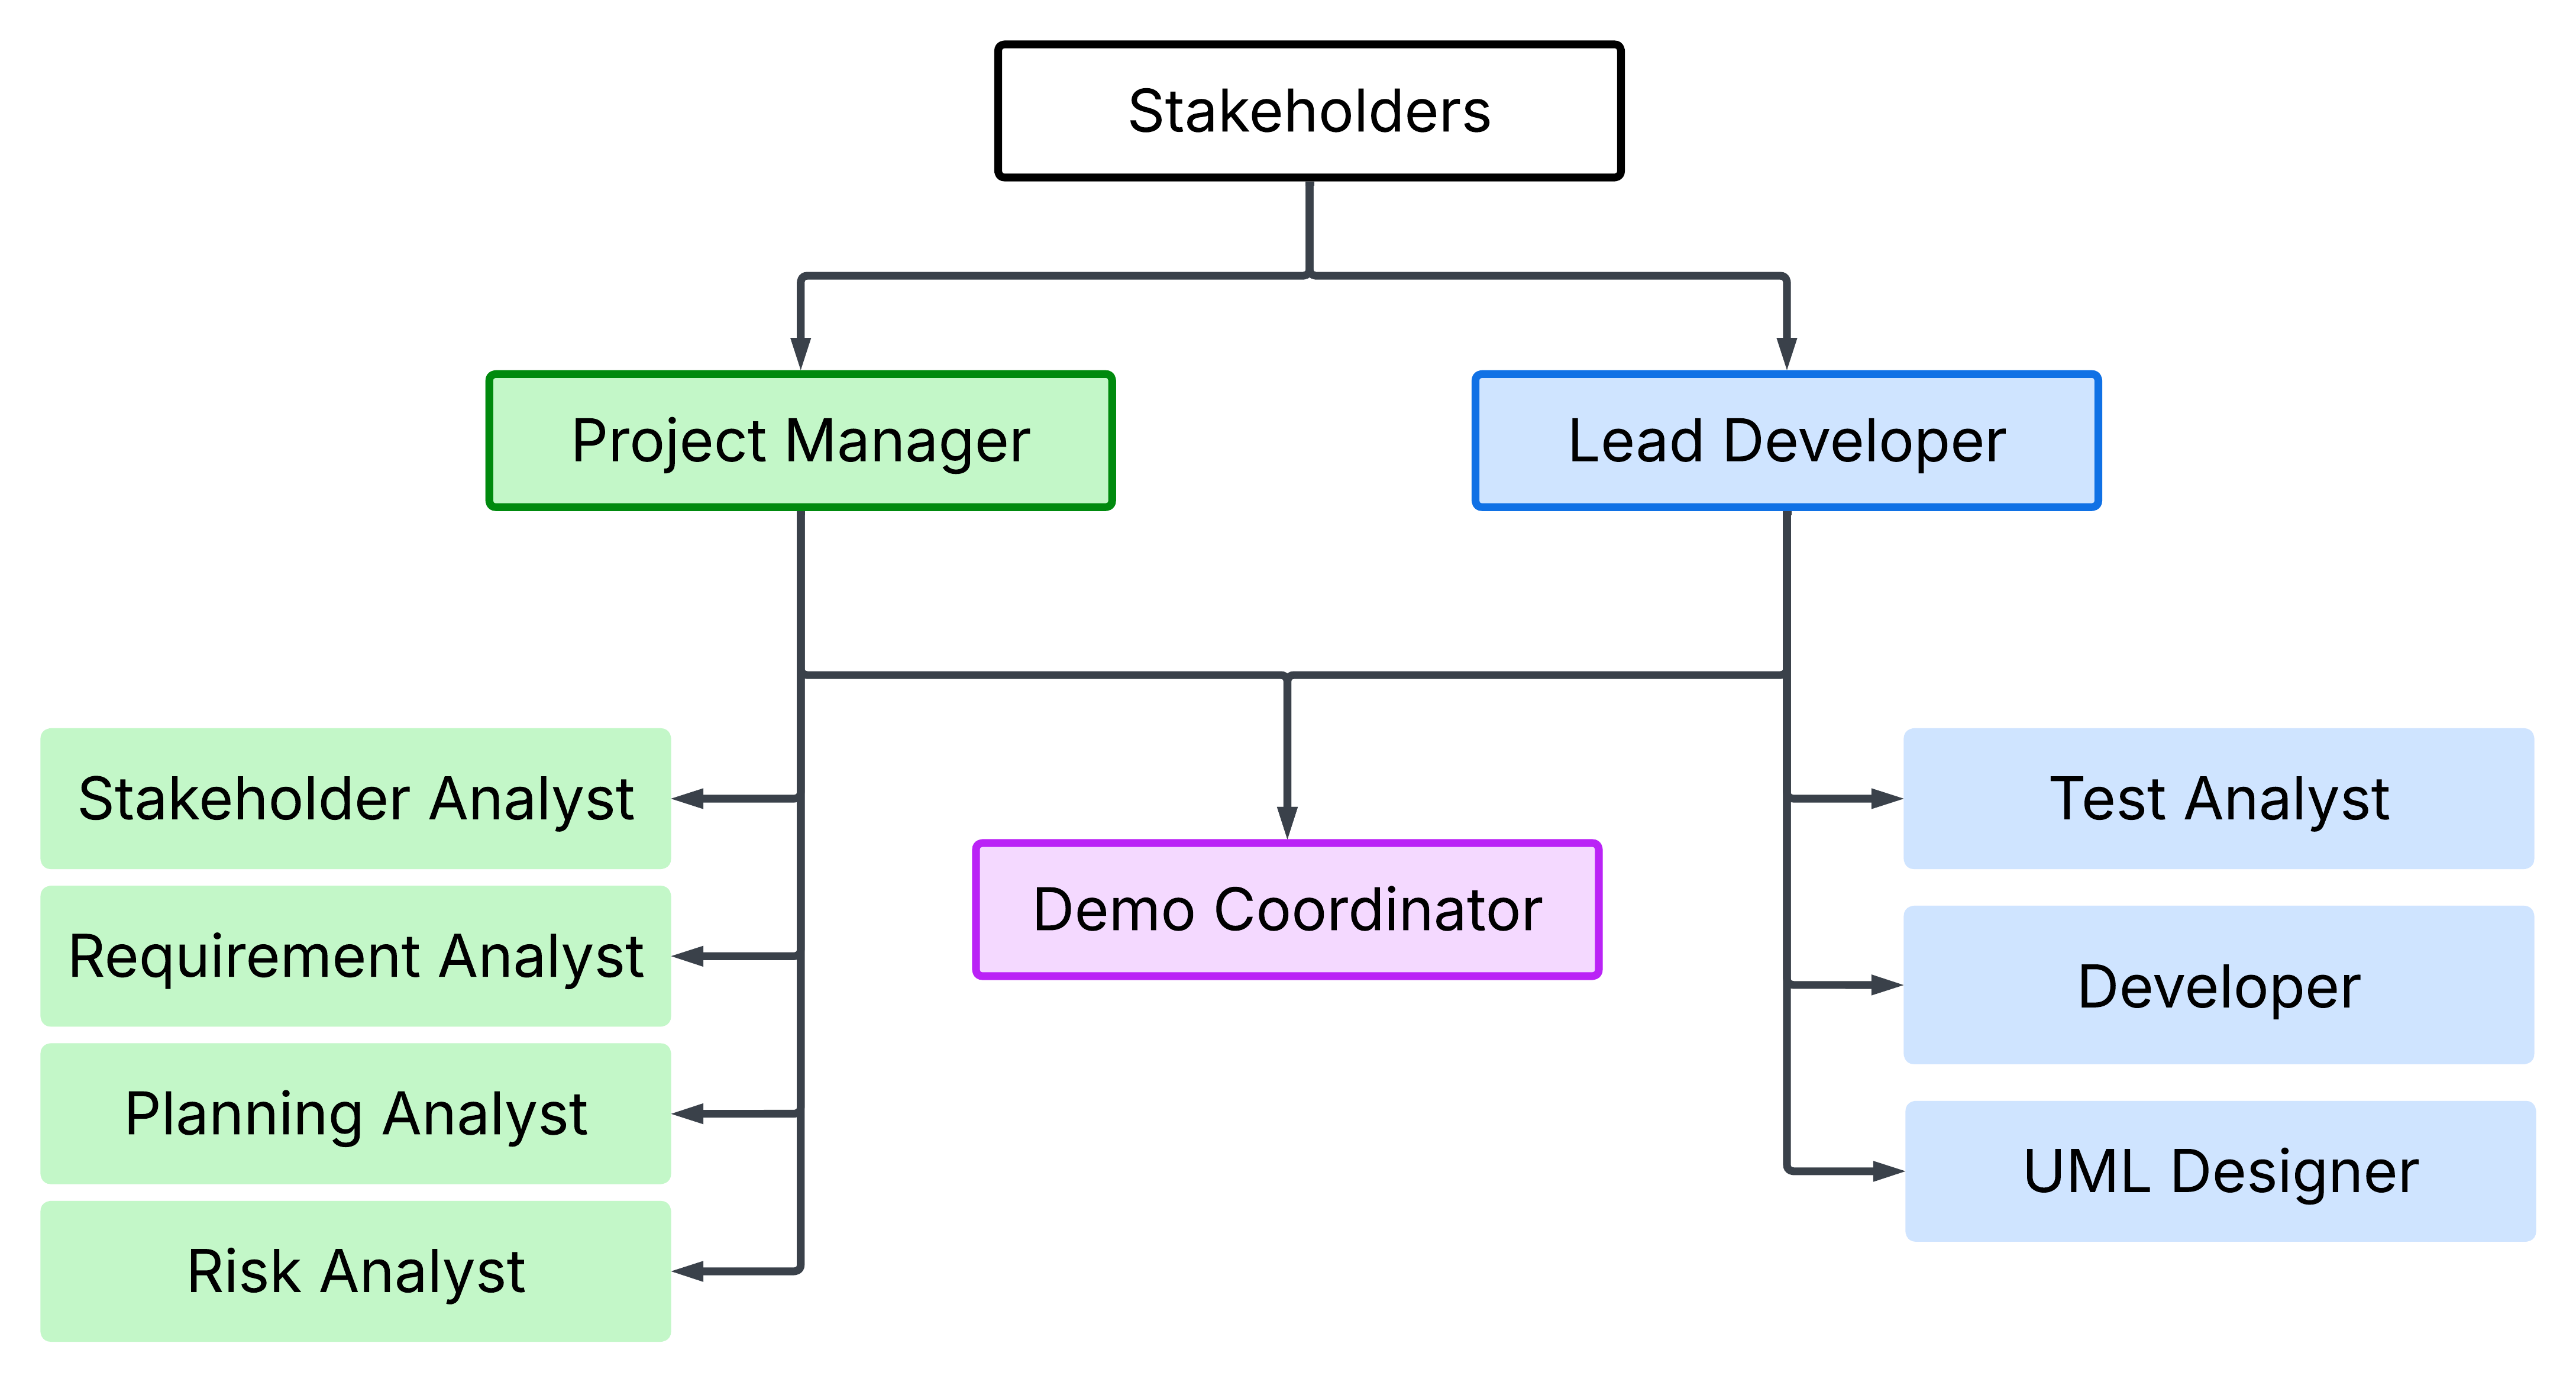 Stakeholders
Project Manager
Lead Developer
Stakeholder Analyst
Requirement Analyst
Planning Analyst
Risk Analyst
Demo Coordinator
Test Analyst
Developer
UML Designer